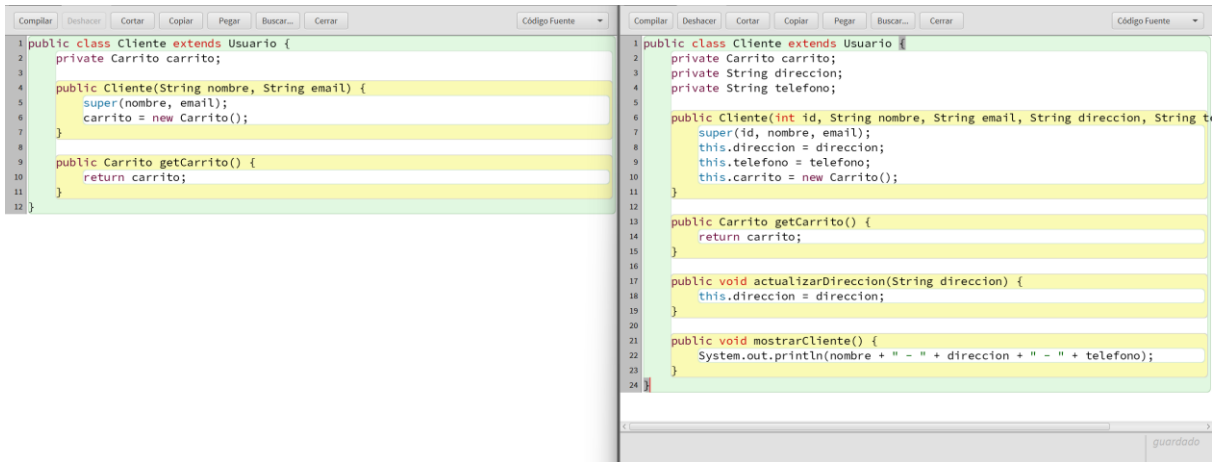 Compilar Deshacer Cortar Copiar Pegar Buscar... Cerrar Código Fuente
1 public class Cliente extends Usuario {
2 private Carrito carrito;
3
4 public Cliente(String nombre, String email) {
5 super(nombre, email);
6 carrito = new Carrito();
7 }
8
9 public Carrito getCarrito() {
10 return carrito;
11 }
12 }
Compilar Deshacer Cortar Copiar Pegar Buscar... Cerrar Código Fuente
1 public class Cliente extends Usuario {
2 private Carrito carrito;
3 private String direccion;
4 private String telefono;
5
6 public Cliente(int id, String nombre, String email, String direccion, String te
7 super(id, nombre, email);
8 this.direccion = direccion;
9 this.telefono = telefono;
10 this.carrito = new Carrito();
11 }
12
13 public Carrito getCarrito() {
14 return carrito;
15 }
16
17 public void actualizarDireccion(String direccion) {
18 this.direccion = direccion;
19 }
20
21 public void mostrarCliente() {
22 System.out.println(nombre + " - " + direccion + " - " + telefono);
23 }
24 }
guardado